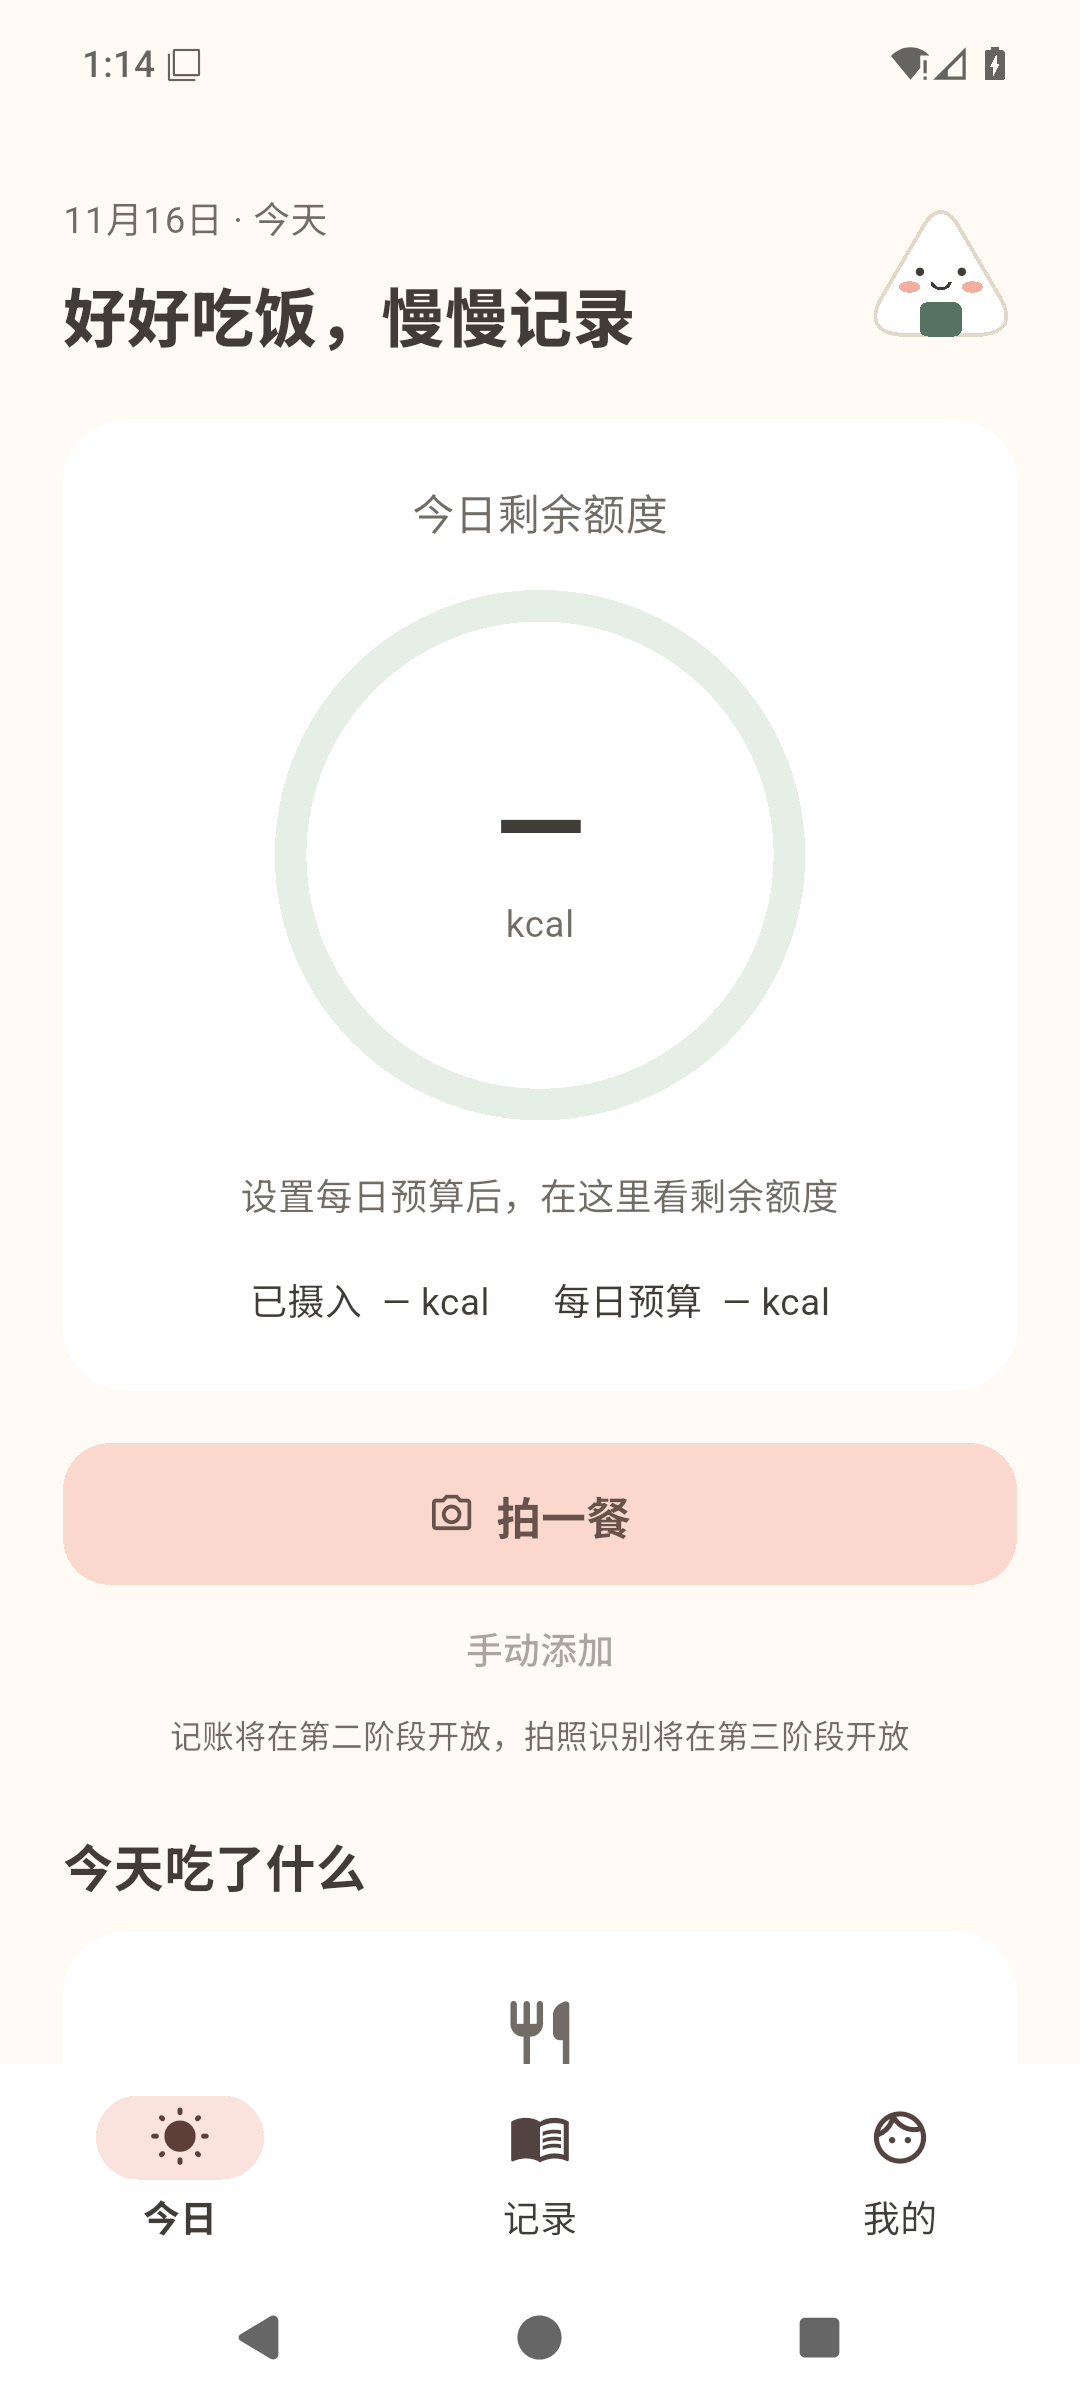 1:14
11月16日 · 今天
好好吃饭，慢慢记录
今日剩余额度
—
kcal
设置每日预算后，在这里看剩余额度
已摄入 — kcal 每日预算 — kcal
拍一餐
手动添加
记账将在第二阶段开放，拍照识别将在第三阶段开放
今天吃了什么
今日 记录 我的